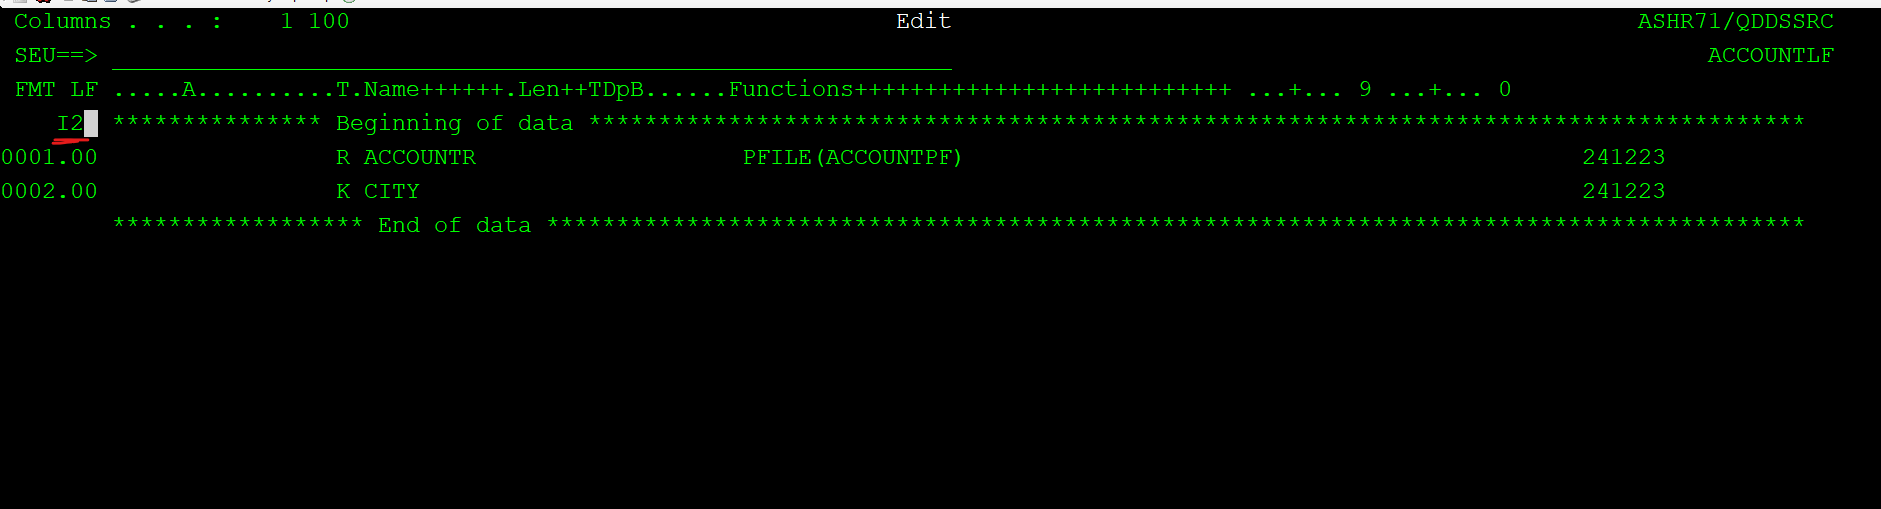 Columns . . . :    1 100                                       Edit                                                 ASHR71/QDDSSRC
SEU==> ____________________________________________________________                                                      ACCOUNTLF
FMT LF .....A..........T.Name++++++.Len++TDpB......Functions+++++++++++++++++++++++++++ ...+... 9 ...+... 0
I2 *************** Beginning of data ***************************************************************************************
0001.00                 R ACCOUNTR                   PFILE(ACCOUNTPF)                                            241223
0002.00                 K CITY                                                                                   241223
****************** End of data ******************************************************************************************